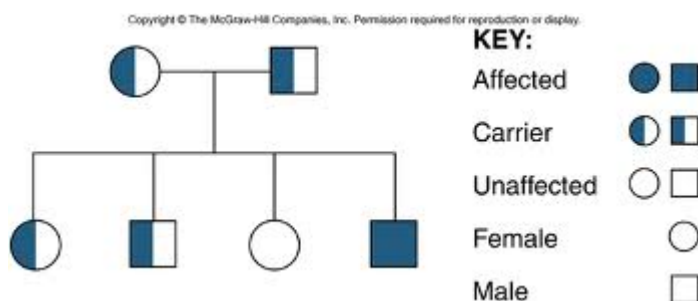 Copyright © The McGraw-Hill Companies, Inc. Permission required for reproduction or display.
KEY:
Affected
Carrier
Unaffected
Female
Male